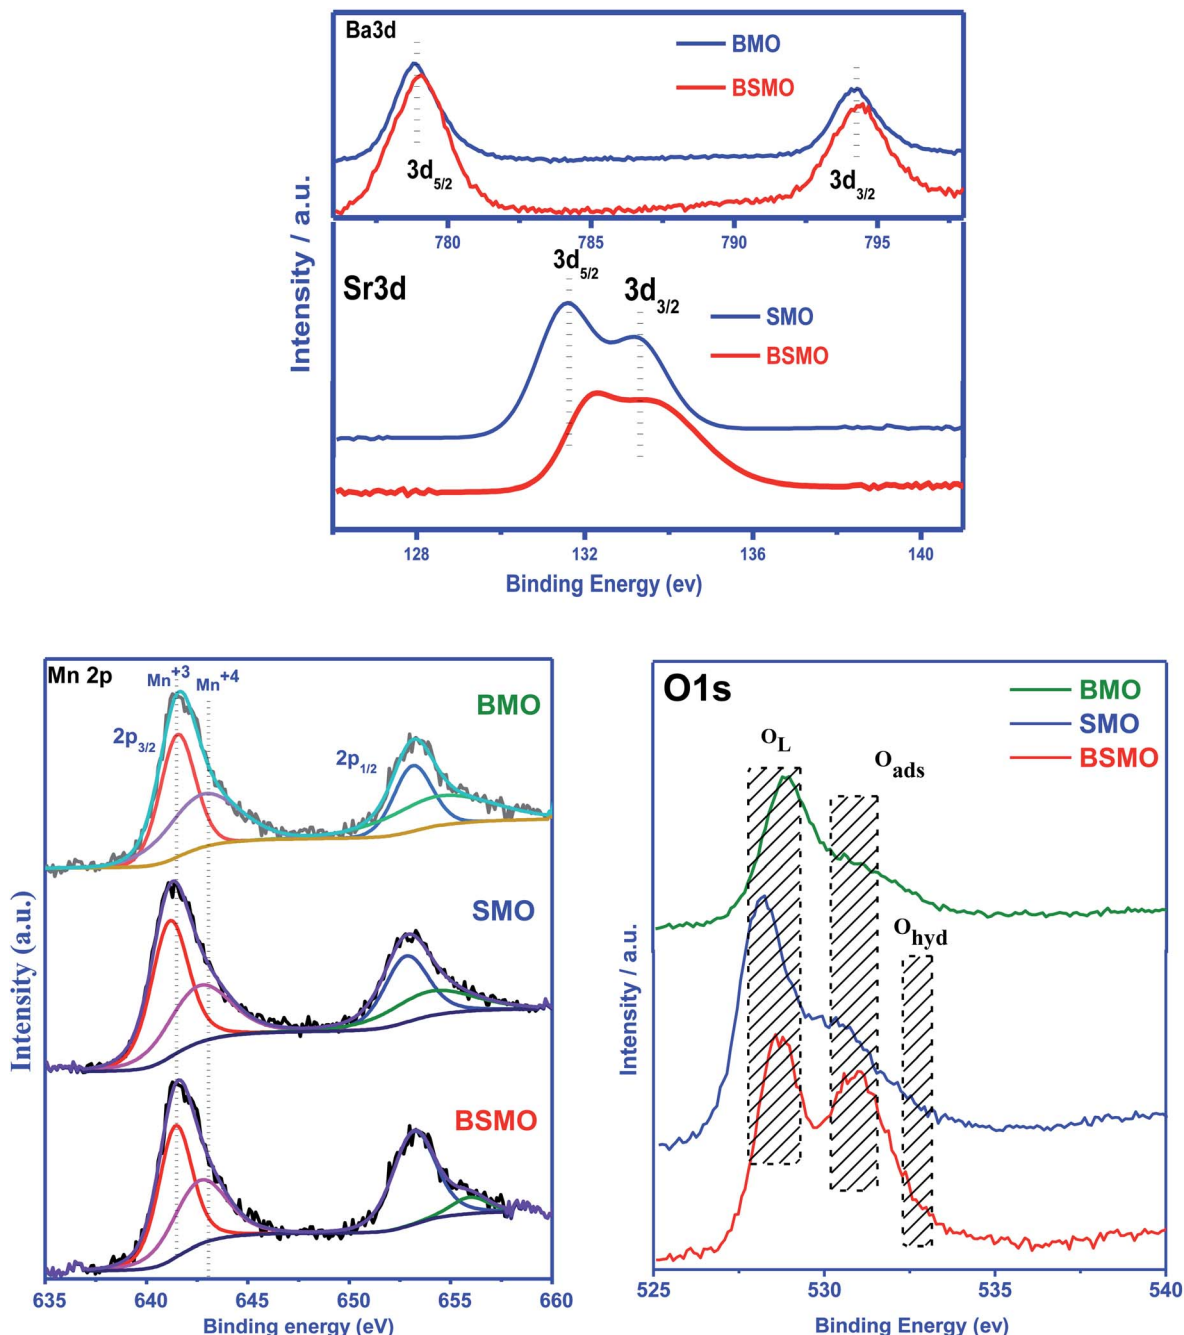 Ba3d
BMO
BSMO
3d5/2
3d3/2
780 785 790 795
Intensity / a.u.
Sr3d
3d5/2
3d3/2
SMO
BSMO
128 132 136 140
Binding Energy (ev)
Mn 2p
Mn+3
Mn+4
BMO
2p3/2
2p1/2
SMO
BSMO
Intensity (a.u.)
635 640 645 650 655 660
Binding energy (eV)
O1s
BMO
SMO
BSMO
OL
Oads
Ohyd
Intensity / a.u.
525 530 535 540
Binding Energy (ev)